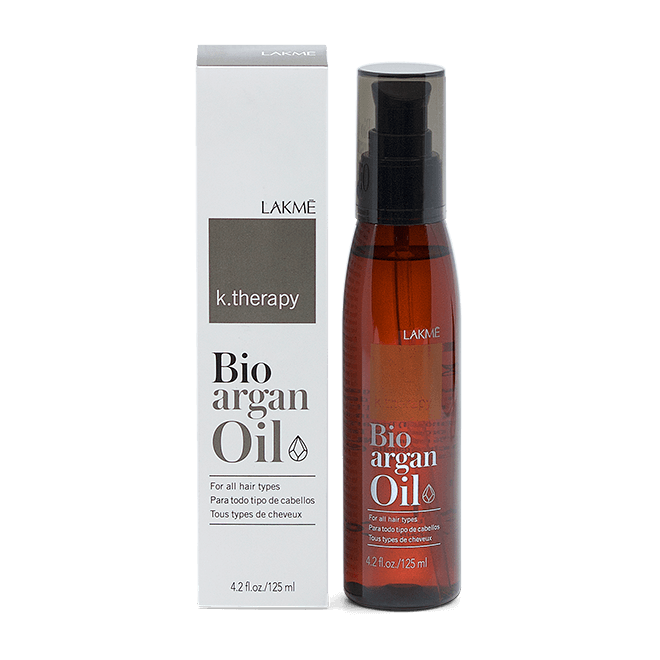 LAKMĒ
LAKMĒ
k.therapy
Bio
argan
Oil
For all hair types
Para todo tipo de cabellos
Tous types de cheveux
4.2 fl.oz./125 ml
LAKMĒ
Bio
argan
Oil
For all hair types
Para todo tipo de cabellos
Tous types de cheveux
4.2 fl.oz./125 ml